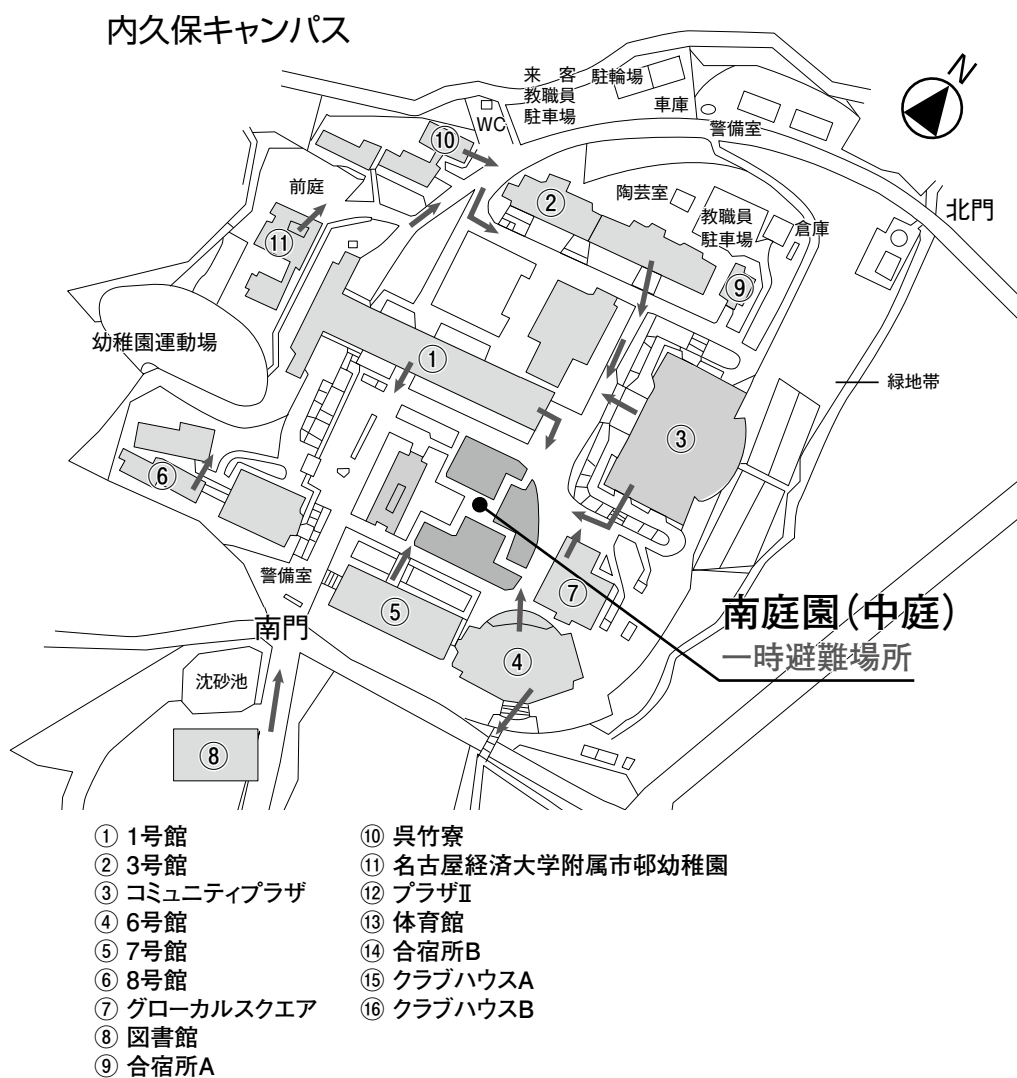 内久保キャンパス
N
来 客
教職員
駐車場
駐輪場
車庫
警備室
WC
⑩
前庭
②
陶芸室
教職員
駐車場
倉庫
北門
⑪
⑨
幼稚園運動場
①
緑地帯
③
⑥
警備室
⑤
⑦
南庭園(中庭)
一時避難場所
南門
④
沈砂池
⑧
① 1号館
② 3号館
③ コミュニティプラザ
④ 6号館
⑤ 7号館
⑥ 8号館
⑦ グローカルスクエア
⑧ 図書館
⑨ 合宿所A
⑩ 呉竹寮
⑪ 名古屋経済大学附属市邨幼稚園
⑫ プラザⅡ
⑬ 体育館
⑭ 合宿所B
⑮ クラブハウスA
⑯ クラブハウスB